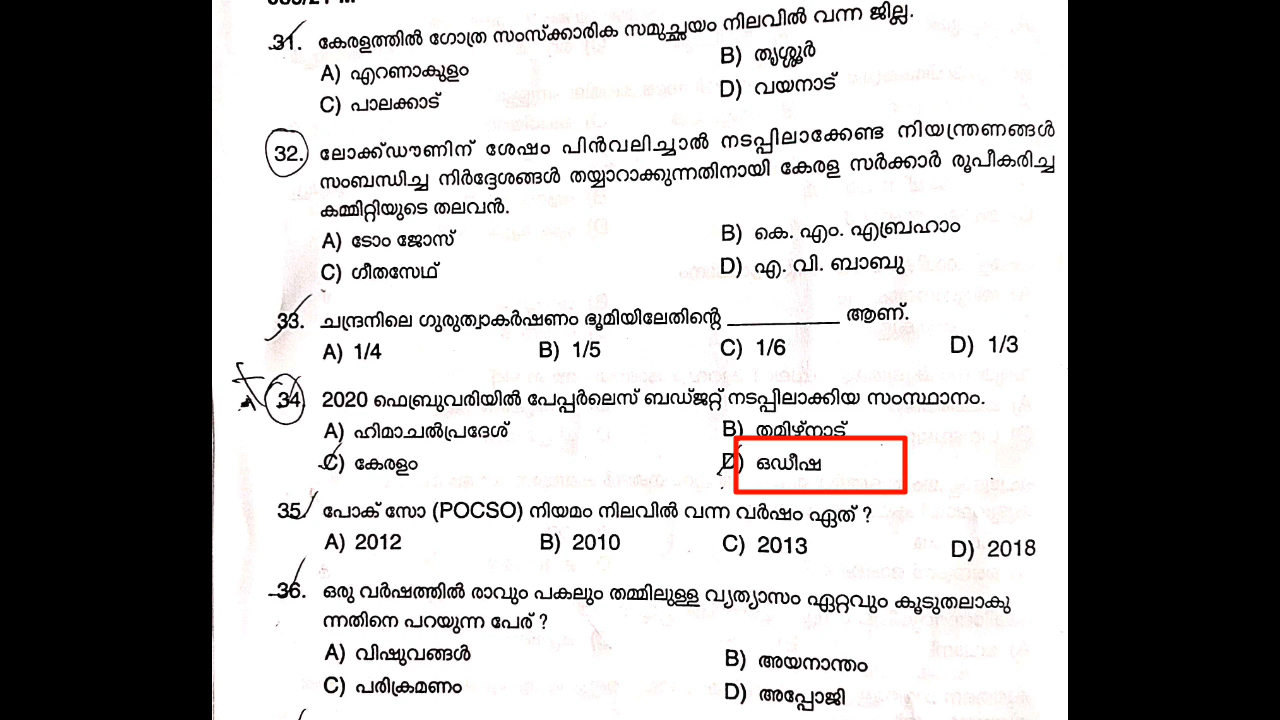 31. കേരളത്തിൽ ഗോത്ര സംസ്ക്കാരിക സമുച്ഛയം നിലവിൽ വന്ന ജില്ല.
A) എറണാകുളം B) തൃശ്ശൂർ
C) പാലക്കാട് D) വയനാട്
32. ലോക്ക്ഡൗണിന് ശേഷം പിൻവലിച്ചാൽ നടപ്പിലാക്കേണ്ട നിയന്ത്രണങ്ങൾ
സംബന്ധിച്ച നിർദ്ദേശങ്ങൾ തയ്യാറാക്കുന്നതിനായി കേരള സർക്കാർ രൂപീകരിച്ച
കമ്മിറ്റിയുടെ തലവൻ.
A) ടോം ജോസ് B) കെ. എം. എബ്രഹാം
C) ഗീതസേഥ് D) എ. വി. ബാബു
33. ചന്ദ്രനിലെ ഗുരുത്വാകർഷണം ഭൂമിയിലേതിന്റെ __________ ആണ്.
A) 1/4 B) 1/5 C) 1/6 D) 1/3
34. 2020 ഫെബ്രുവരിയിൽ പേപ്പർലെസ് ബഡ്ജറ്റ് നടപ്പിലാക്കിയ സംസ്ഥാനം.
A) ഹിമാചൽപ്രദേശ് B) തമിഴ്നാട്
C) കേരളം D) ഒഡീഷ
35. പോക് സോ (POCSO) നിയമം നിലവിൽ വന്ന വർഷം ഏത് ?
A) 2012 B) 2010 C) 2013 D) 2018
36. ഒരു വർഷത്തിൽ രാവും പകലും തമ്മിലുള്ള വ്യത്യാസം ഏറ്റവും കൂടുതലാകു
ന്നതിനെ പറയുന്ന പേര് ?
A) വിഷുവങ്ങൾ B) അയനാന്തം
C) പരിക്രമണം D) അപ്പോജി